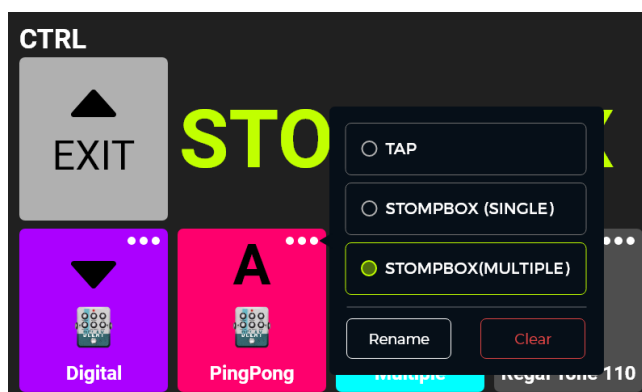 CTRL
EXIT
STO
TAP
STOMPBOX (SINGLE)
STOMPBOX(MULTIPLE)
Rename
Clear
A
Digital
PingPong
Multiple
Regal Tone 110